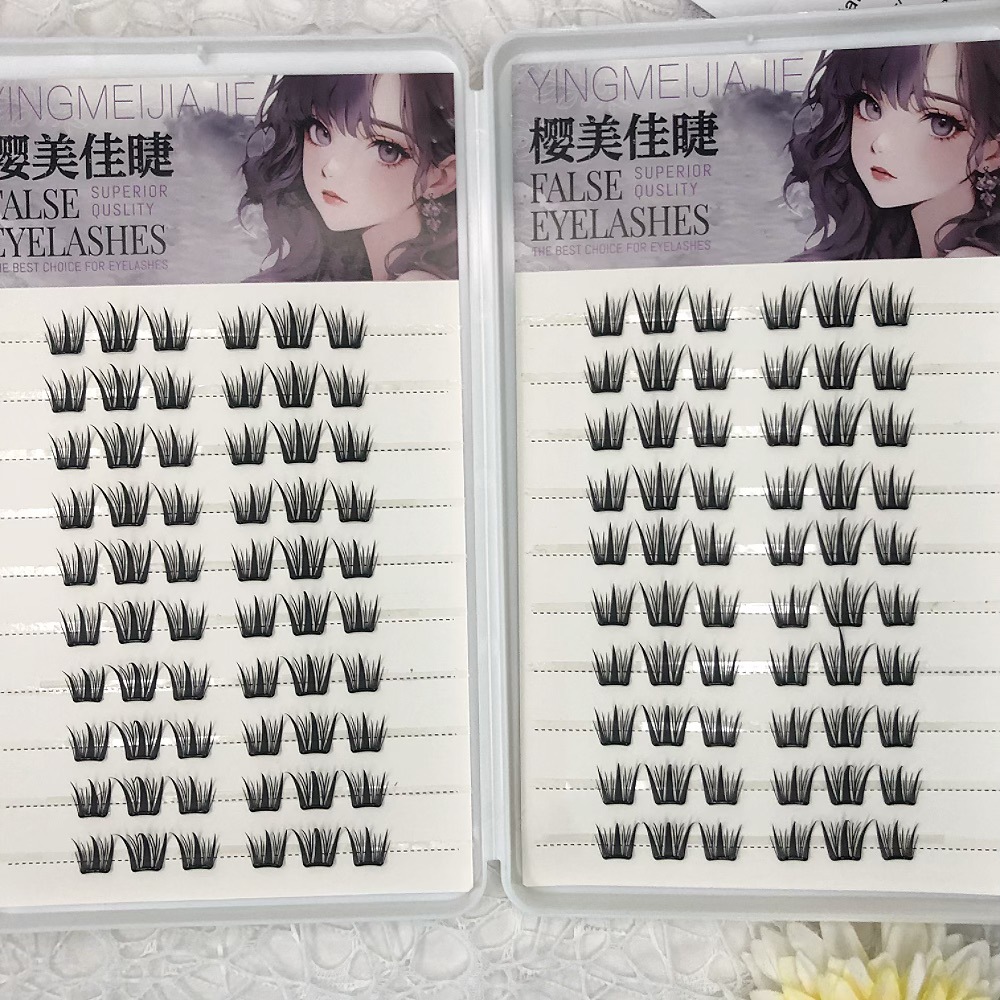 YINGMEIJIAJIE
樱美佳睫
FALSE
SUPERIOR
QUSLITY
EYELASHES
THE BEST CHOICE FOR EYELASHES
YINGMEIJIAJIE
樱美佳睫
FALSE
SUPERIOR
QUSLITY
EYELASHES
THE BEST CHOICE FOR EYELASHES